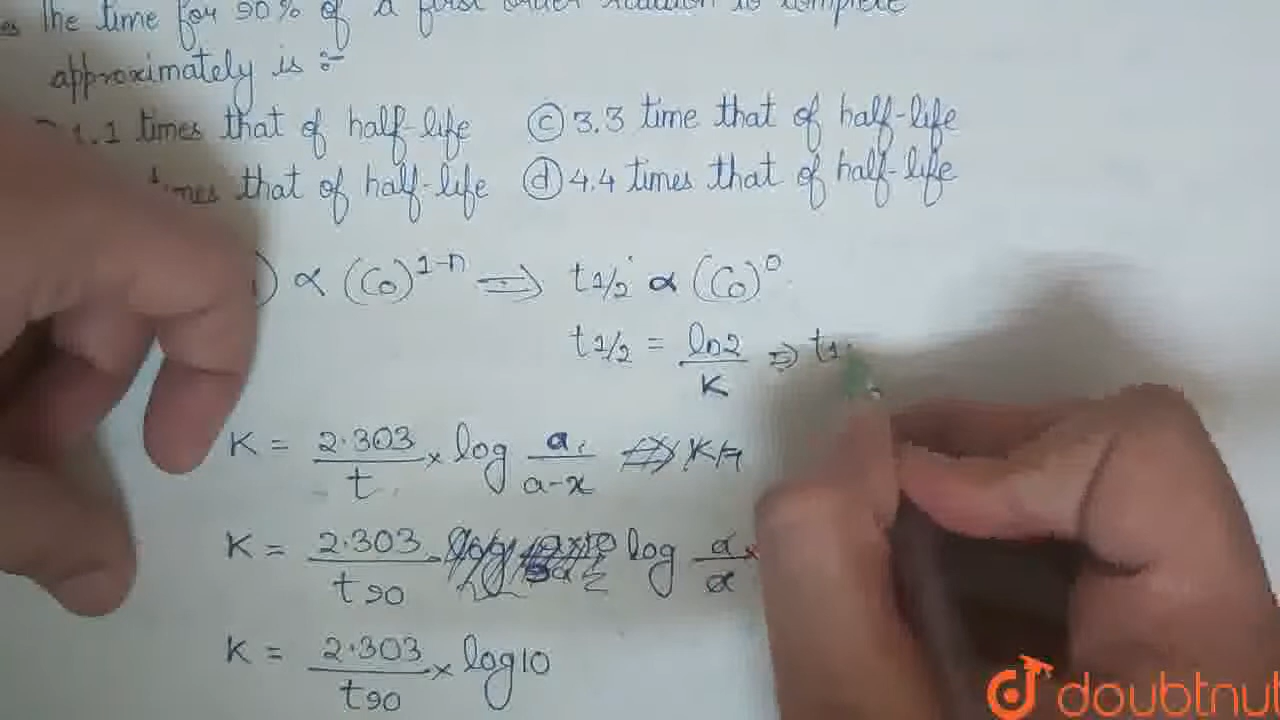 The time for 90% of a first order reaction to complete
approximately is :-
1.1 times that of half-life (c) 3.3 time that of half-life
times that of half-life (d) 4.4 times that of half-life
) ∝ (C0)^1-n ⇒ t1/2 ∝ (C0)^0
t1/2 = ln2/K ⇒ t1
K = 2.303/t × log a/a-x
K = 2.303/t90 log a/a ×
K = 2.303/t90 × log10
doubtnut